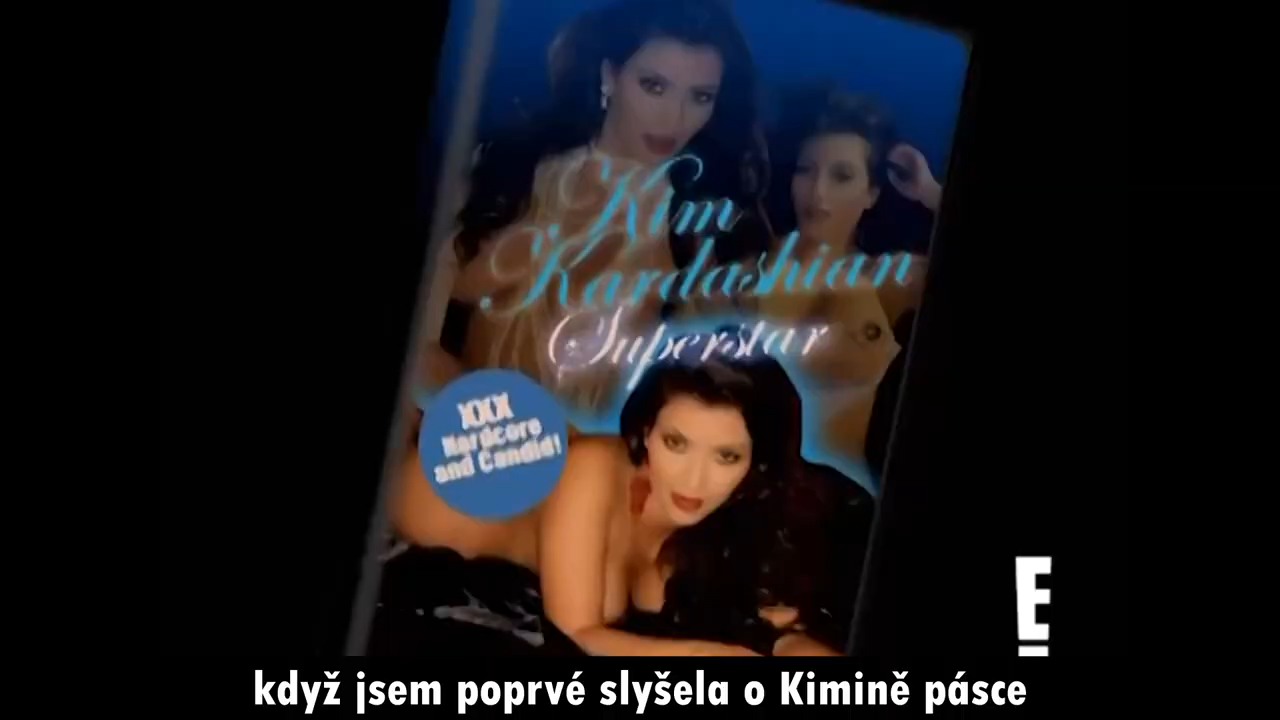 Kim
Kardashian
Superstar
XXX
Hardcore
and Candid!
E
když jsem poprvé slyšela o Kimině pásce